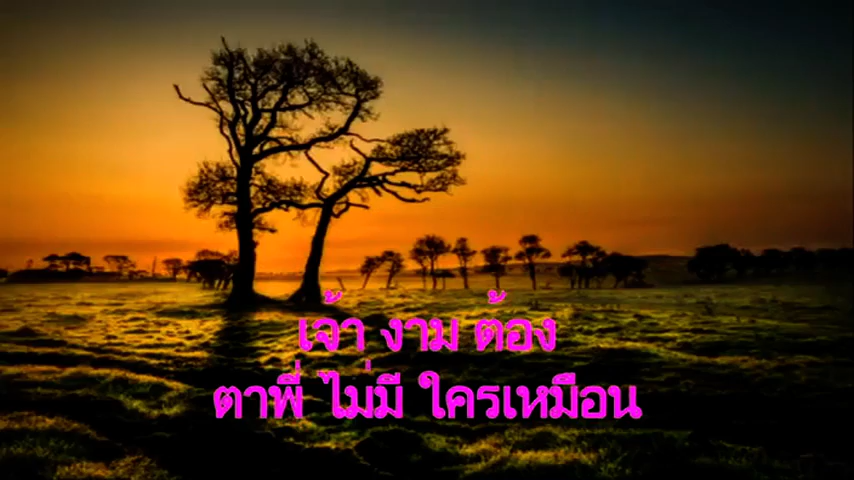 เจ้า งาม ต้อง
ตาพี่ ไม่มี ใครเหมือน